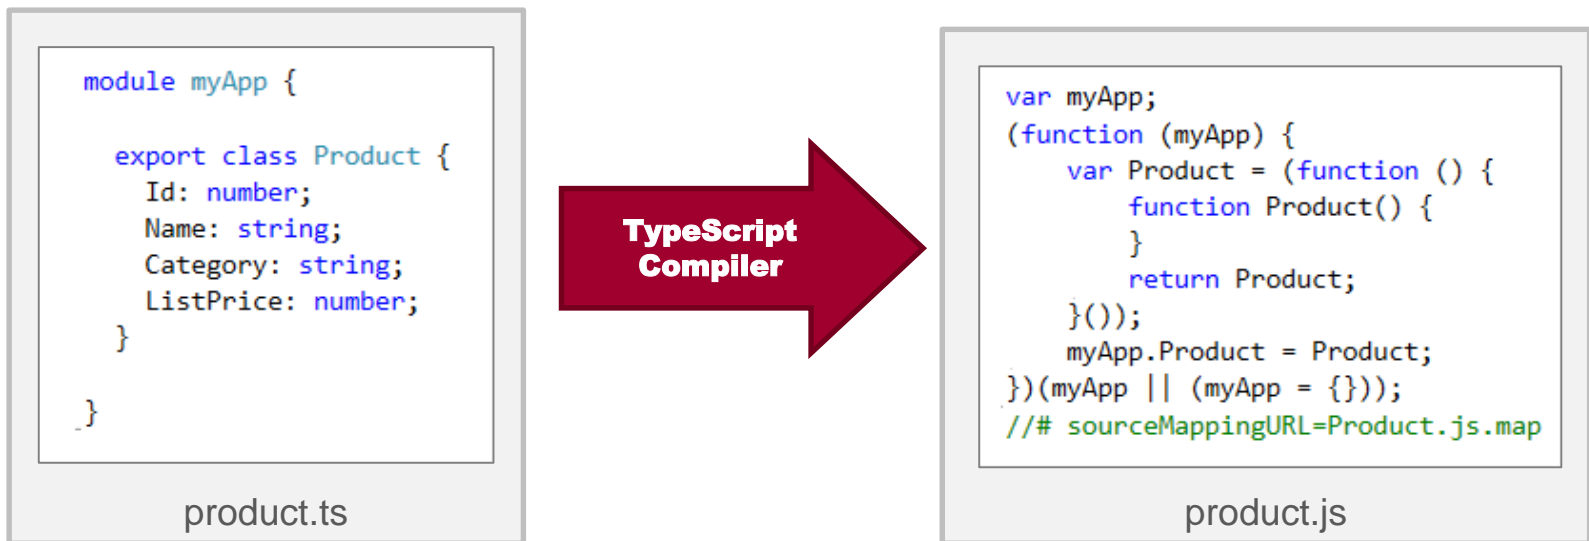 module myApp {
export class Product {
Id: number;
Name: string;
Category: string;
ListPrice: number;
}
}
product.ts
TypeScript
Compiler
var myApp;
(function (myApp) {
var Product = (function () {
function Product() {
}
return Product;
}());
myApp.Product = Product;
})(myApp || (myApp = {}));
//# sourceMappingURL=Product.js.map
product.js